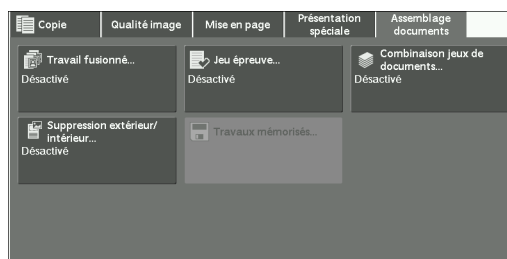 Copie
Qualité image
Mise en page
Présentation
spéciale
Assemblage
documents
Travail fusionné...
Désactivé
Jeu épreuve...
Désactivé
Combinaison jeux de
documents...
Désactivé
Suppression extérieur/
intérieur...
Désactivé
Travaux mémorisés...